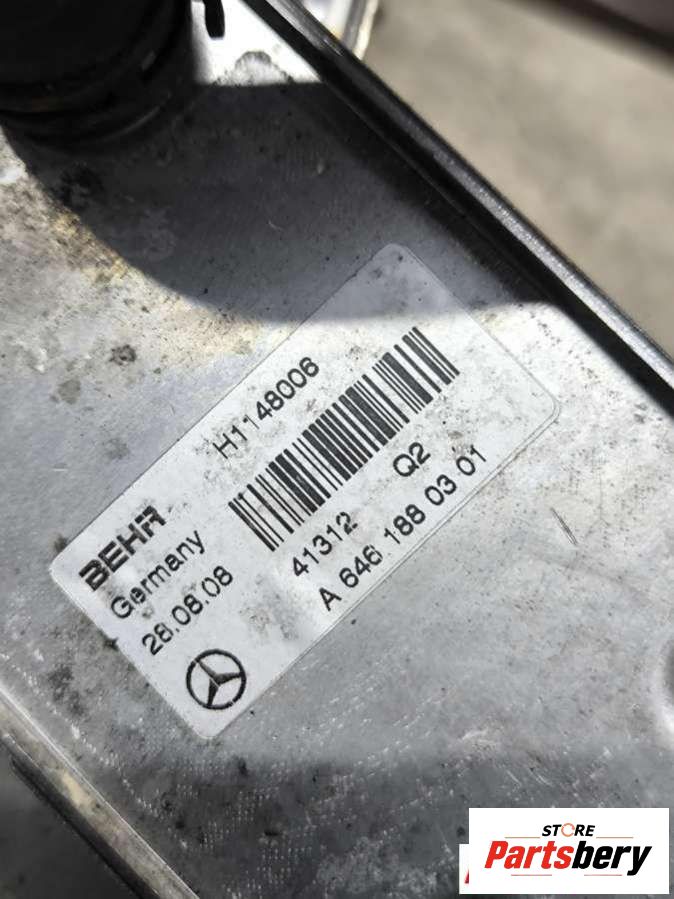 H1148006
BEHR
Germany
28.08.08
41312 Q2
A 646 188 03 01
STORE
Partsbery